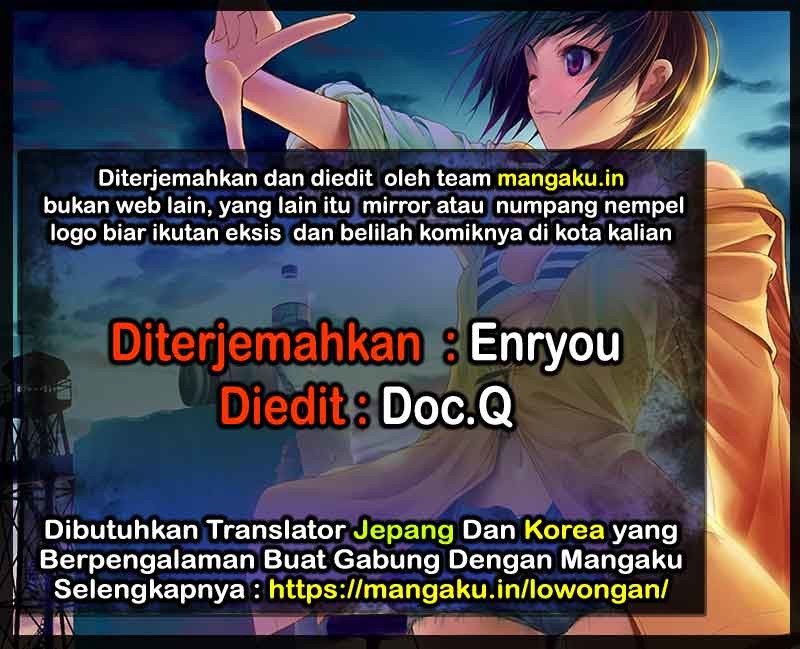 Diterjemahkan dan diedit oleh team mangaku.in
bukan web lain, yang lain itu mirror atau numpang nempel
logo biar ikutan eksis dan belilah komiknya di kota kalian
Diterjemahkan : Enryou
Diedit : Doc.Q
Dibutuhkan Translator Jepang Dan Korea yang
Berpengalaman Buat Gabung Dengan Mangaku
Selengkapnya : https://mangaku.in/lowongan/